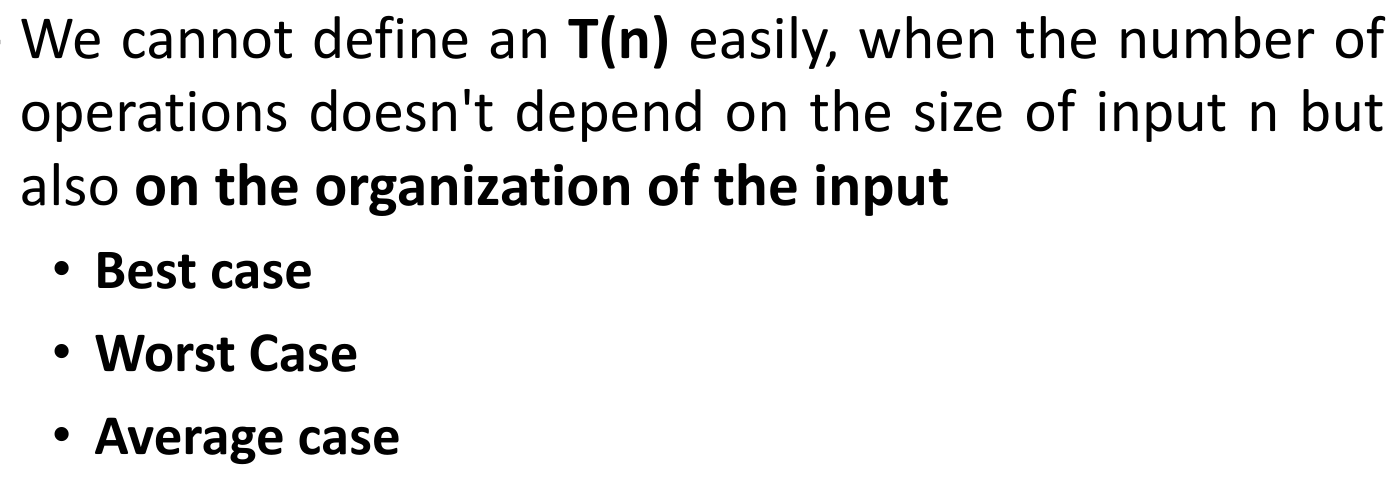 We cannot define an T(n) easily, when the number of
operations doesn't depend on the size of input n but
also on the organization of the input
• Best case
• Worst Case
• Average case